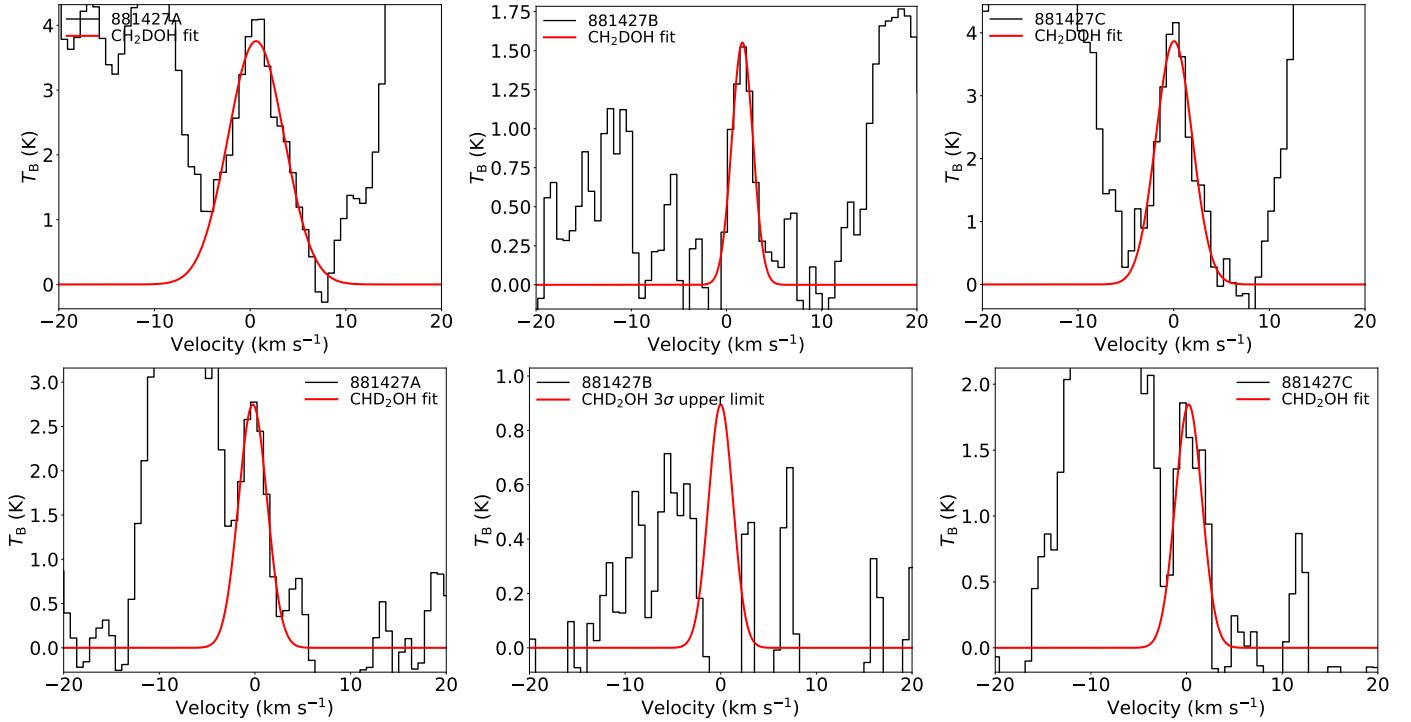 881427A
CH₂DOH fit
4
3
2
1
0
T_B (K)
−20
−10
0
10
20
Velocity (km s⁻¹)
881427B
CH₂DOH fit
1.75
1.50
1.25
1.00
0.75
0.50
0.25
0.00
T_B (K)
−20
−10
0
10
20
Velocity (km s⁻¹)
881427C
CH₂DOH fit
4
3
2
1
0
T_B (K)
−20
−10
0
10
20
Velocity (km s⁻¹)
881427A
CHD₂OH fit
3.0
2.5
2.0
1.5
1.0
0.5
0.0
T_B (K)
−20
−10
0
10
20
Velocity (km s⁻¹)
881427B
CHD₂OH 3σ upper limit
1.0
0.8
0.6
0.4
0.2
0.0
T_B (K)
−20
−10
0
10
20
Velocity (km s⁻¹)
881427C
CHD₂OH fit
2.0
1.5
1.0
0.5
0.0
T_B (K)
−20
−10
0
10
20
Velocity (km s⁻¹)